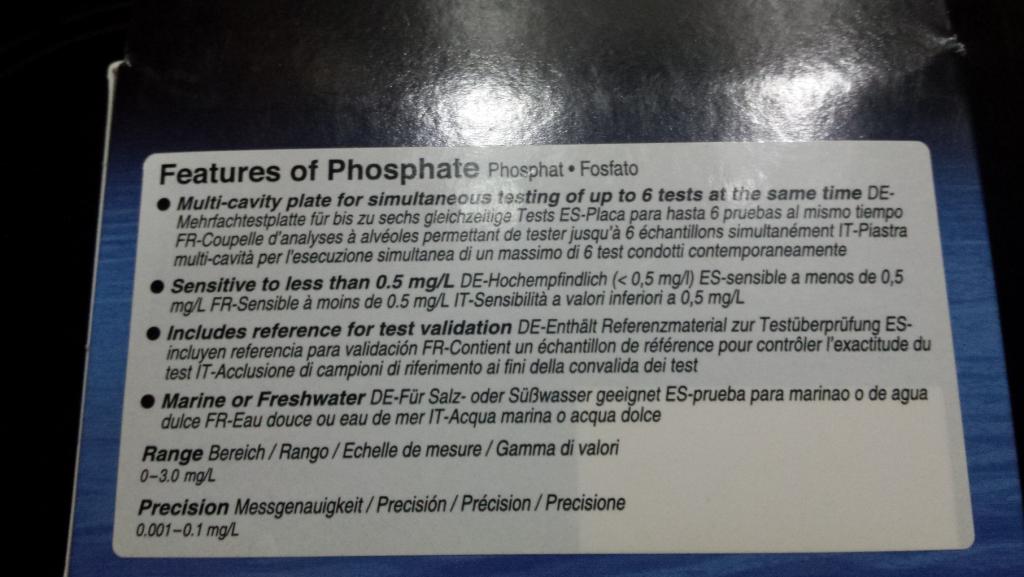 Features of Phosphate Phosphat • Fosfato
● Multi-cavity plate for simultaneous testing of up to 6 tests at the same time DE-
Mehrfachtestplatte für bis zu sechs gleichzeitige Tests ES-Placa para hasta 6 pruebas al mismo tiempo
FR-Coupelle d'analyses à alvéoles permettant de tester jusqu'à 6 échantillons simultanément IT-Piastra
multi-cavità per l'esecuzione simultanea di un massimo di 6 test condotti contemporaneamente
● Sensitive to less than 0.5 mg/L DE-Hochempfindlich (< 0,5 mg/l) ES-sensible a menos de 0,5
mg/L FR-Sensible à moins de 0.5 mg/L IT-Sensibilità a valori inferiori a 0,5 mg/L
● Includes reference for test validation DE-Enthält Referenzmaterial zur Testüberprüfung ES-
incluyen referencia para validación FR-Contient un échantillon de référence pour contrôler l'exactitude du
test IT-Acclusione di campioni di riferimento ai fini della convalida dei test
● Marine or Freshwater DE-Für Salz- oder Süßwasser geeignet ES-prueba para marinao o de agua
dulce FR-Eau douce ou eau de mer IT-Acqua marina o acqua dolce
Range Bereich / Rango / Echelle de mesure / Gamma di valori
0–3.0 mg/L
Precision Messgenauigkeit / Precisión / Précision / Precisione
0.001–0.1 mg/L